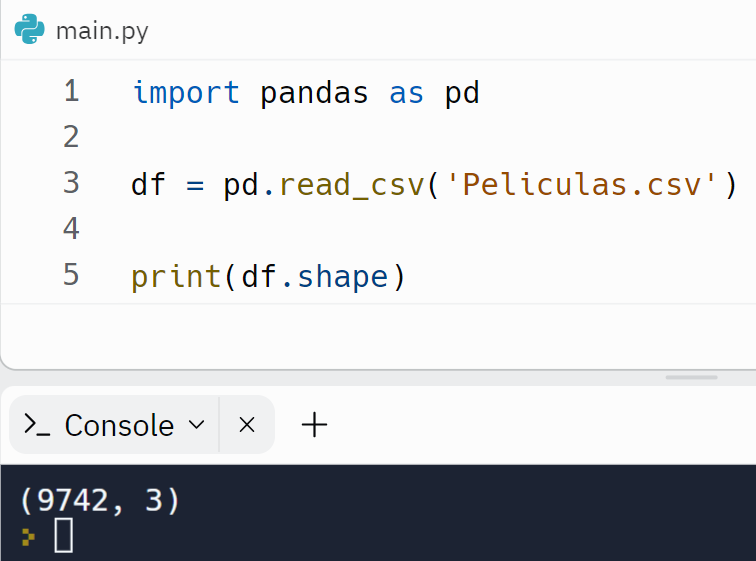 main.py
1 import pandas as pd
2
3 df = pd.read_csv('Peliculas.csv')
4
5 print(df.shape)
Console
(9742, 3)